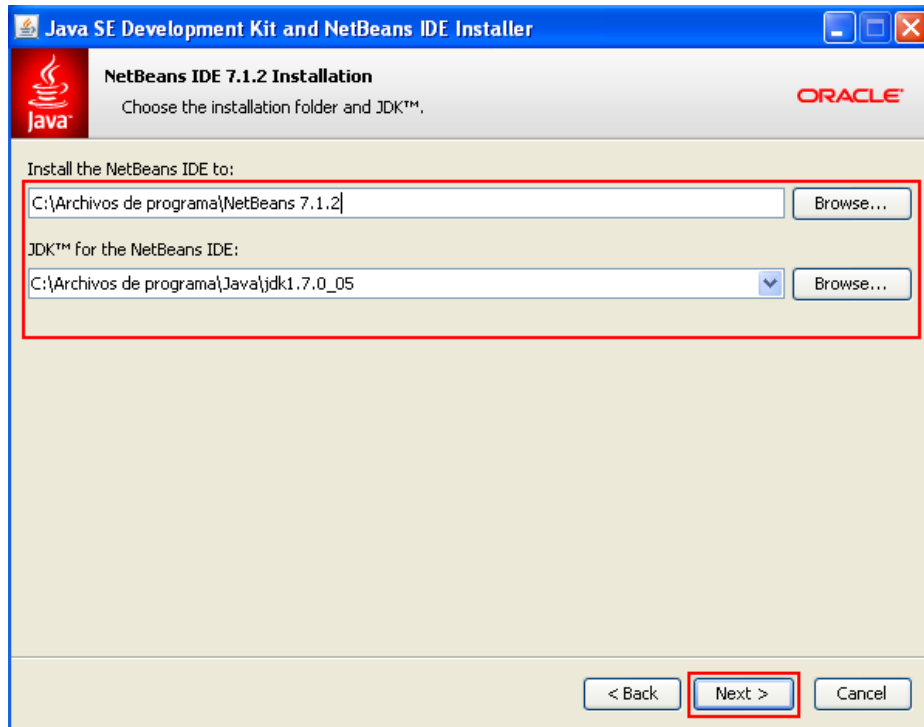 Java SE Development Kit and NetBeans IDE Installer
NetBeans IDE 7.1.2 Installation
Choose the installation folder and JDK™.
Java™
ORACLE®
Install the NetBeans IDE to:
C:\Archivos de programa\NetBeans 7.1.2
Browse...
JDK™ for the NetBeans IDE:
C:\Archivos de programa\Java\jdk1.7.0_05
Browse...
< Back
Next >
Cancel